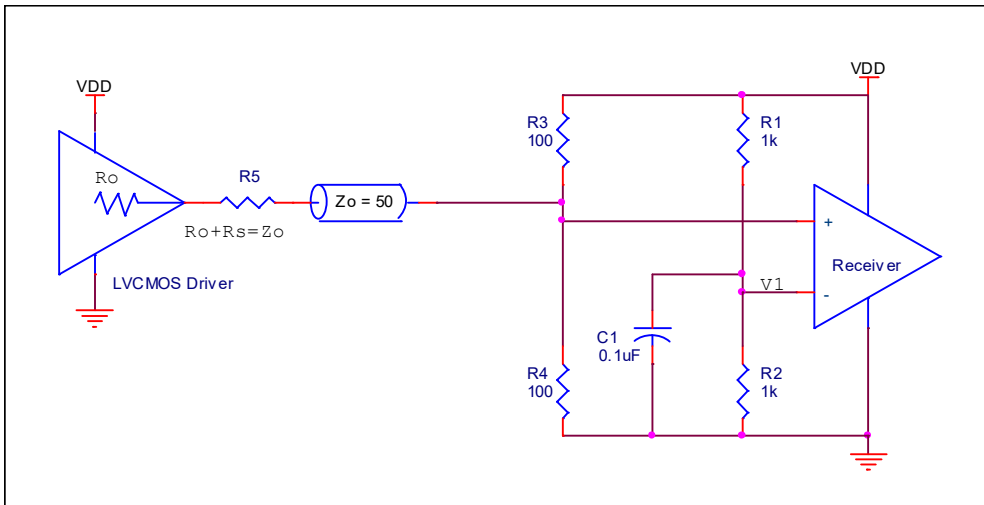 VDD
Ro
R5
Zo = 50
Ro+Rs=Zo
LVCMOS Driver
R3
100
R1
1k
VDD
+
Receiver
V1
-
C1
0.1uF
R4
100
R2
1k